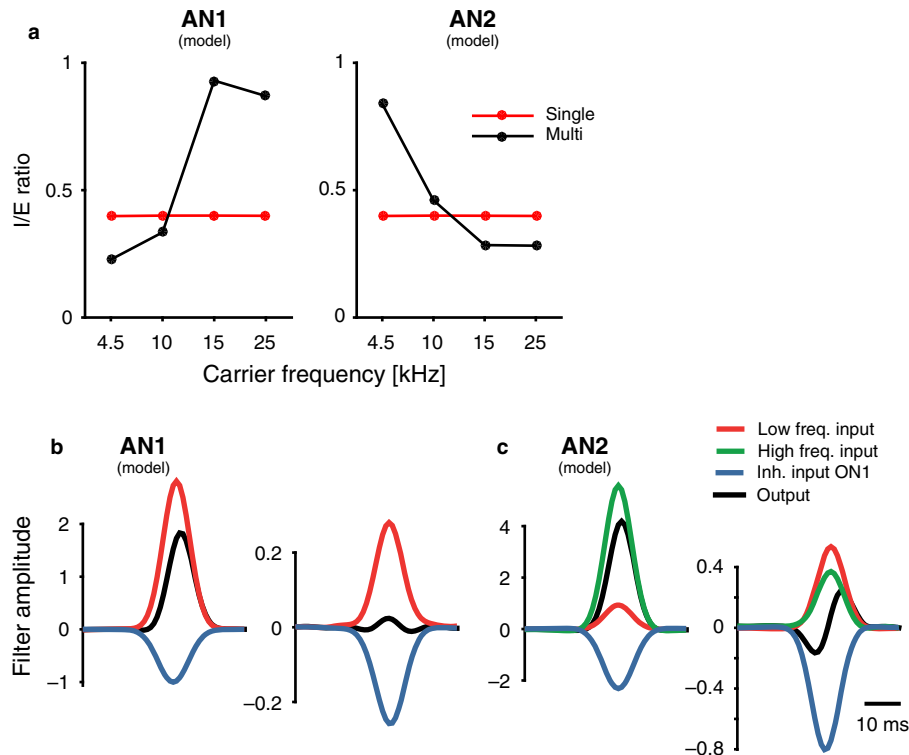 a
AN1
(model)
AN2
(model)
I/E ratio
1
0.5
0
4.5 10 15 25
1
0.5
0
4.5 10 15 25
Single
Multi
Carrier frequency [kHz]
b
AN1
(model)
c
AN2
(model)
Low freq. input
High freq. input
Inh. input ON1
Output
Filter amplitude
2
1
0
–1
0.2
0
–0.2
4
2
0
–2
0.4
0
–0.4
–0.8
10 ms